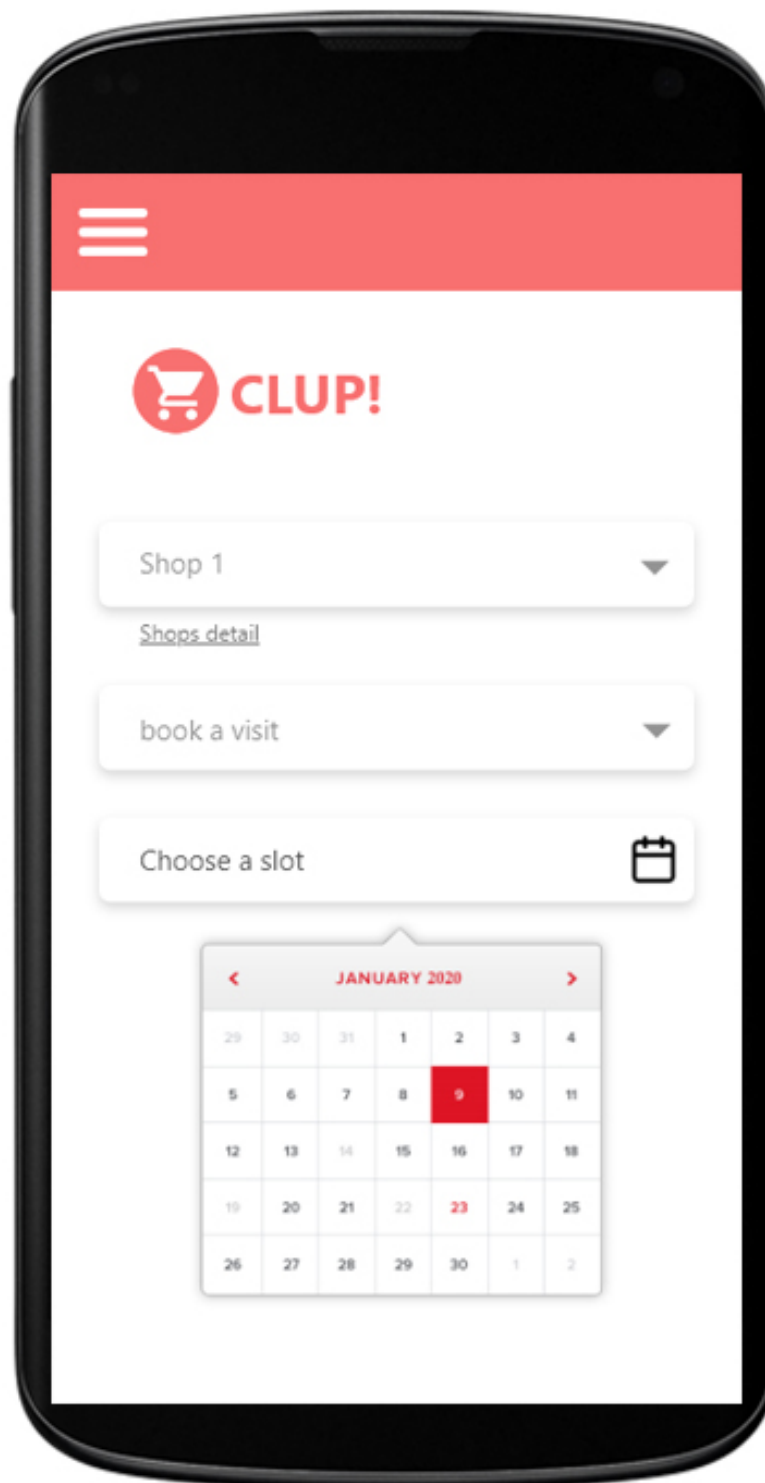 CLUP!
Shop 1
Shops detail
book a visit
Choose a slot
< JANUARY 2020 >
29 30 31 1 2 3 4
5 6 7 8 9 10 11
12 13 14 15 16 17 18
19 20 21 22 23 24 25
26 27 28 29 30 1 2